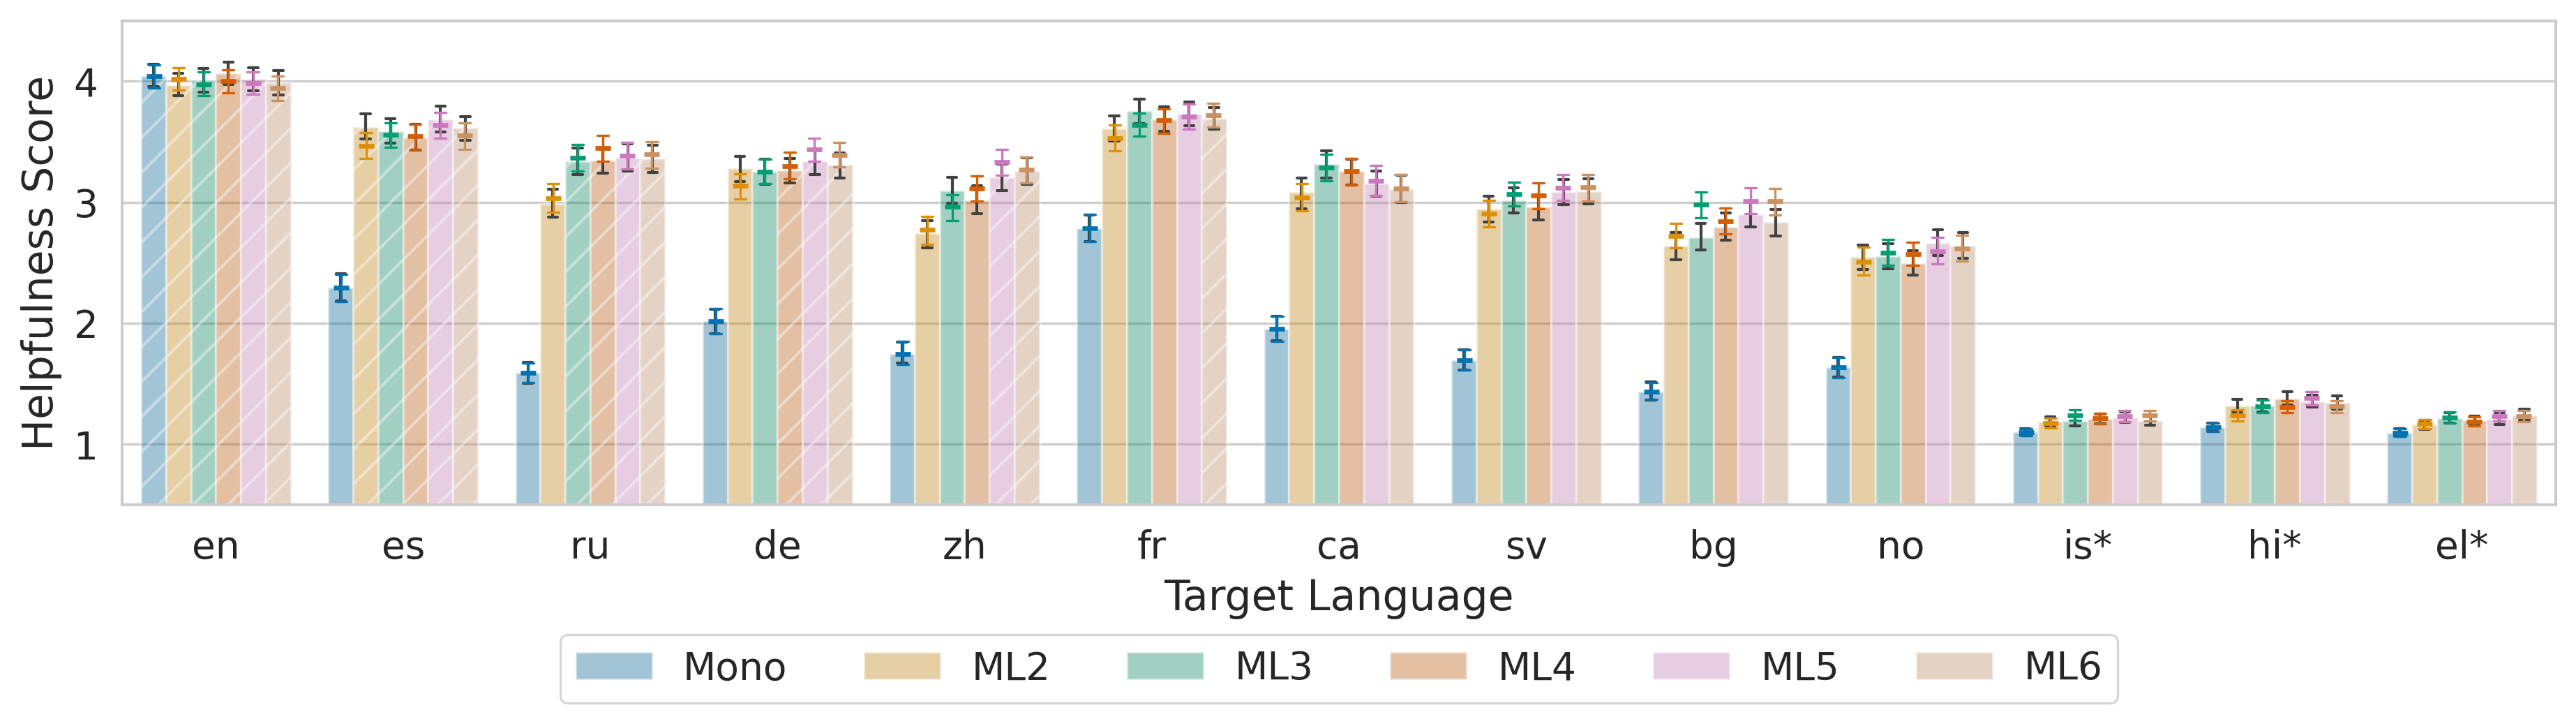 Helpfulness Score
4
3
2
1
en es ru de zh fr ca sv bg no is* hi* el*
Target Language
Mono ML2 ML3 ML4 ML5 ML6